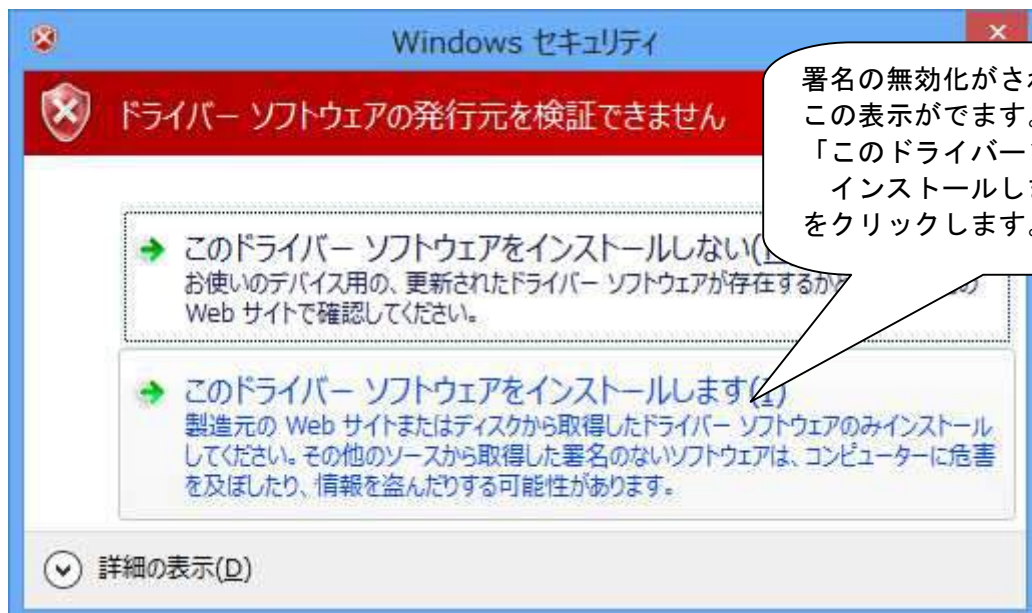 Windows セキュリティ
ドライバー ソフトウェアの発行元を検証できません
署名の無効化がさ
この表示がでます。
「このドライバー
インストールし
をクリックします。
このドライバー ソフトウェアをインストールしない(
お使いのデバイス用の、更新されたドライバー ソフトウェアが存在するか
Web サイトで確認してください。
このドライバー ソフトウェアをインストールします(I)
製造元の Web サイトまたはディスクから取得したドライバー ソフトウェアのみインストール
してください。その他のソースから取得した署名のないソフトウェアは、コンピューターに危害
を及ぼしたり、情報を盗んだりする可能性があります。
詳細の表示(D)